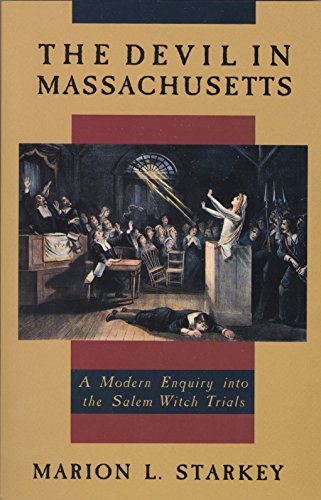 THE DEVIL IN
MASSACHUSETTS
A Modern Enquiry into
the Salem Witch Trials
MARION L. STARKEY